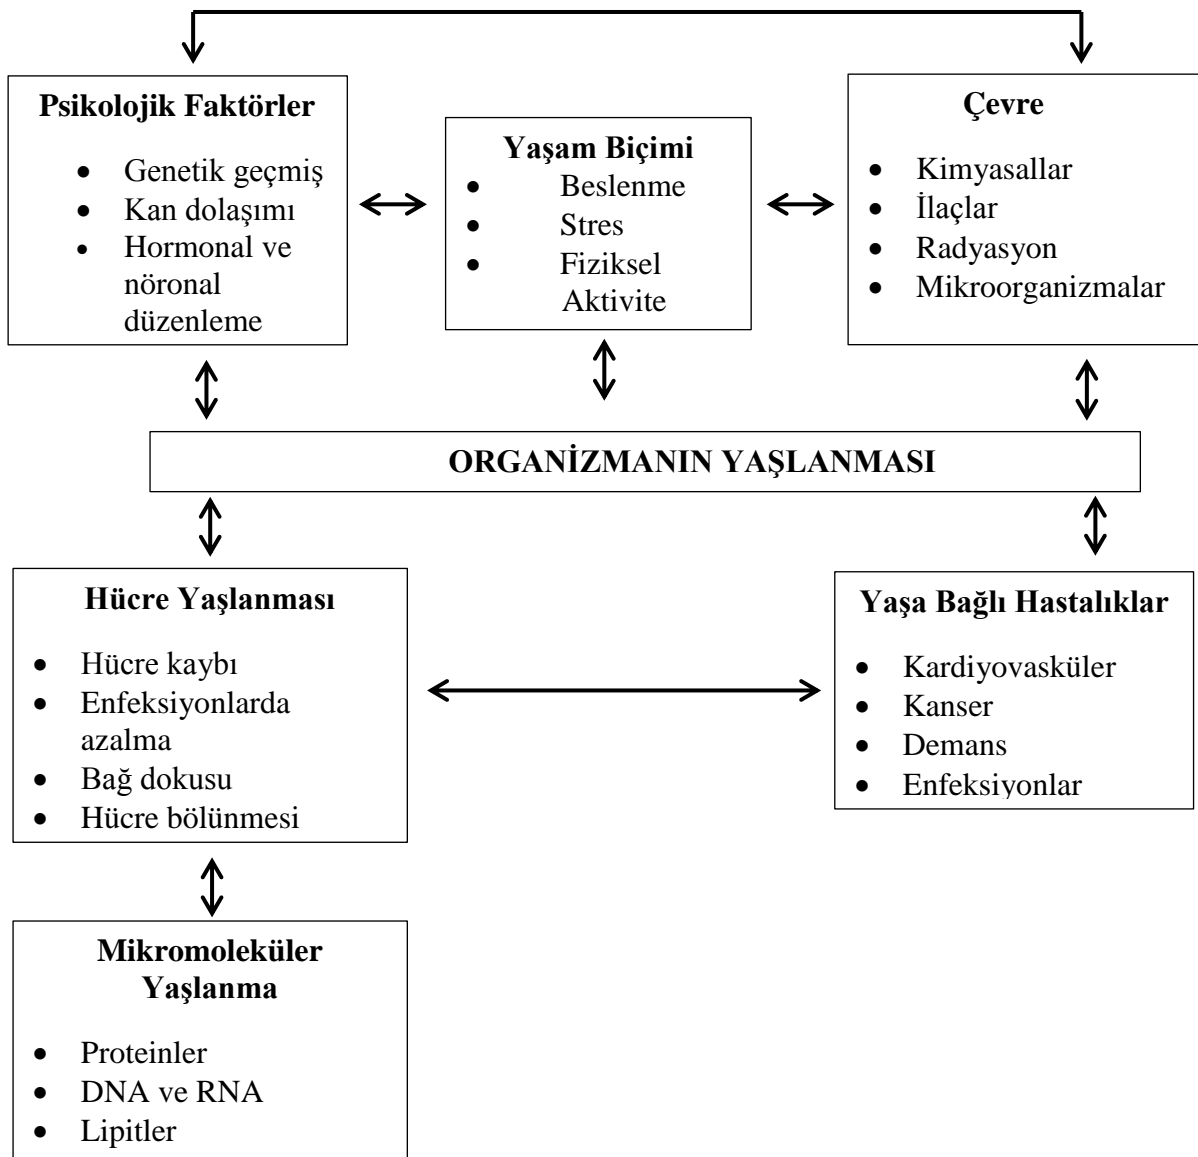 Psikolojik Faktörler
• Genetik geçmiş
• Kan dolaşımı
• Hormonal ve
nöronal
düzenleme
Yaşam Biçimi
• Beslenme
• Stres
• Fiziksel
Aktivite
Çevre
• Kimyasallar
• İlaçlar
• Radyasyon
• Mikroorganizmalar
ORGANİZMANIN YAŞLANMASI
Hücre Yaşlanması
• Hücre kaybı
• Enfeksiyonlarda
azalma
• Bağ dokusu
• Hücre bölünmesi
Yaşa Bağlı Hastalıklar
• Kardiyovasküler
• Kanser
• Demans
• Enfeksiyonlar
Mikromoleküler
Yaşlanma
• Proteinler
• DNA ve RNA
• Lipitler